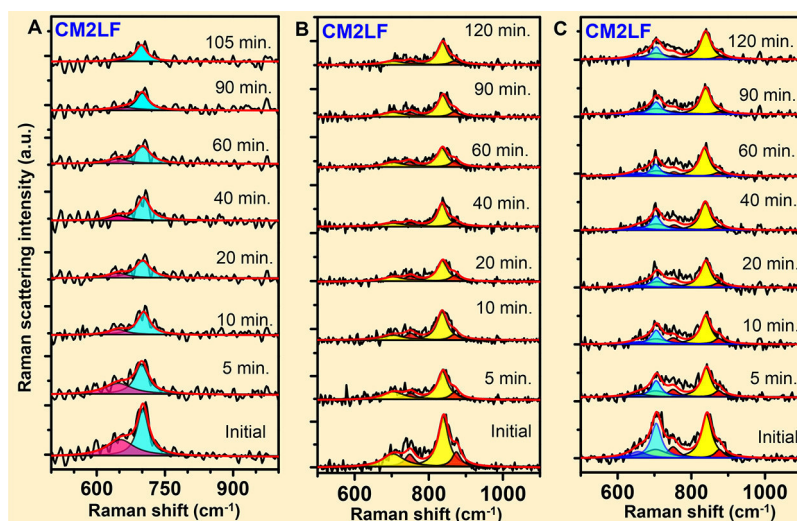 A
CM2LF
105 min.
90 min.
60 min.
40 min.
20 min.
10 min.
5 min.
Initial
600 750 900
Raman shift (cm-1)
Raman scattering intensity (a.u.)
B
CM2LF
120 min.
90 min.
60 min.
40 min.
20 min.
10 min.
5 min.
Initial
600 800 1000
Raman shift (cm-1)
C
CM2LF
120 min.
90 min.
60 min.
40 min.
20 min.
10 min.
5 min.
Initial
600 800 1000
Raman shift (cm-1)